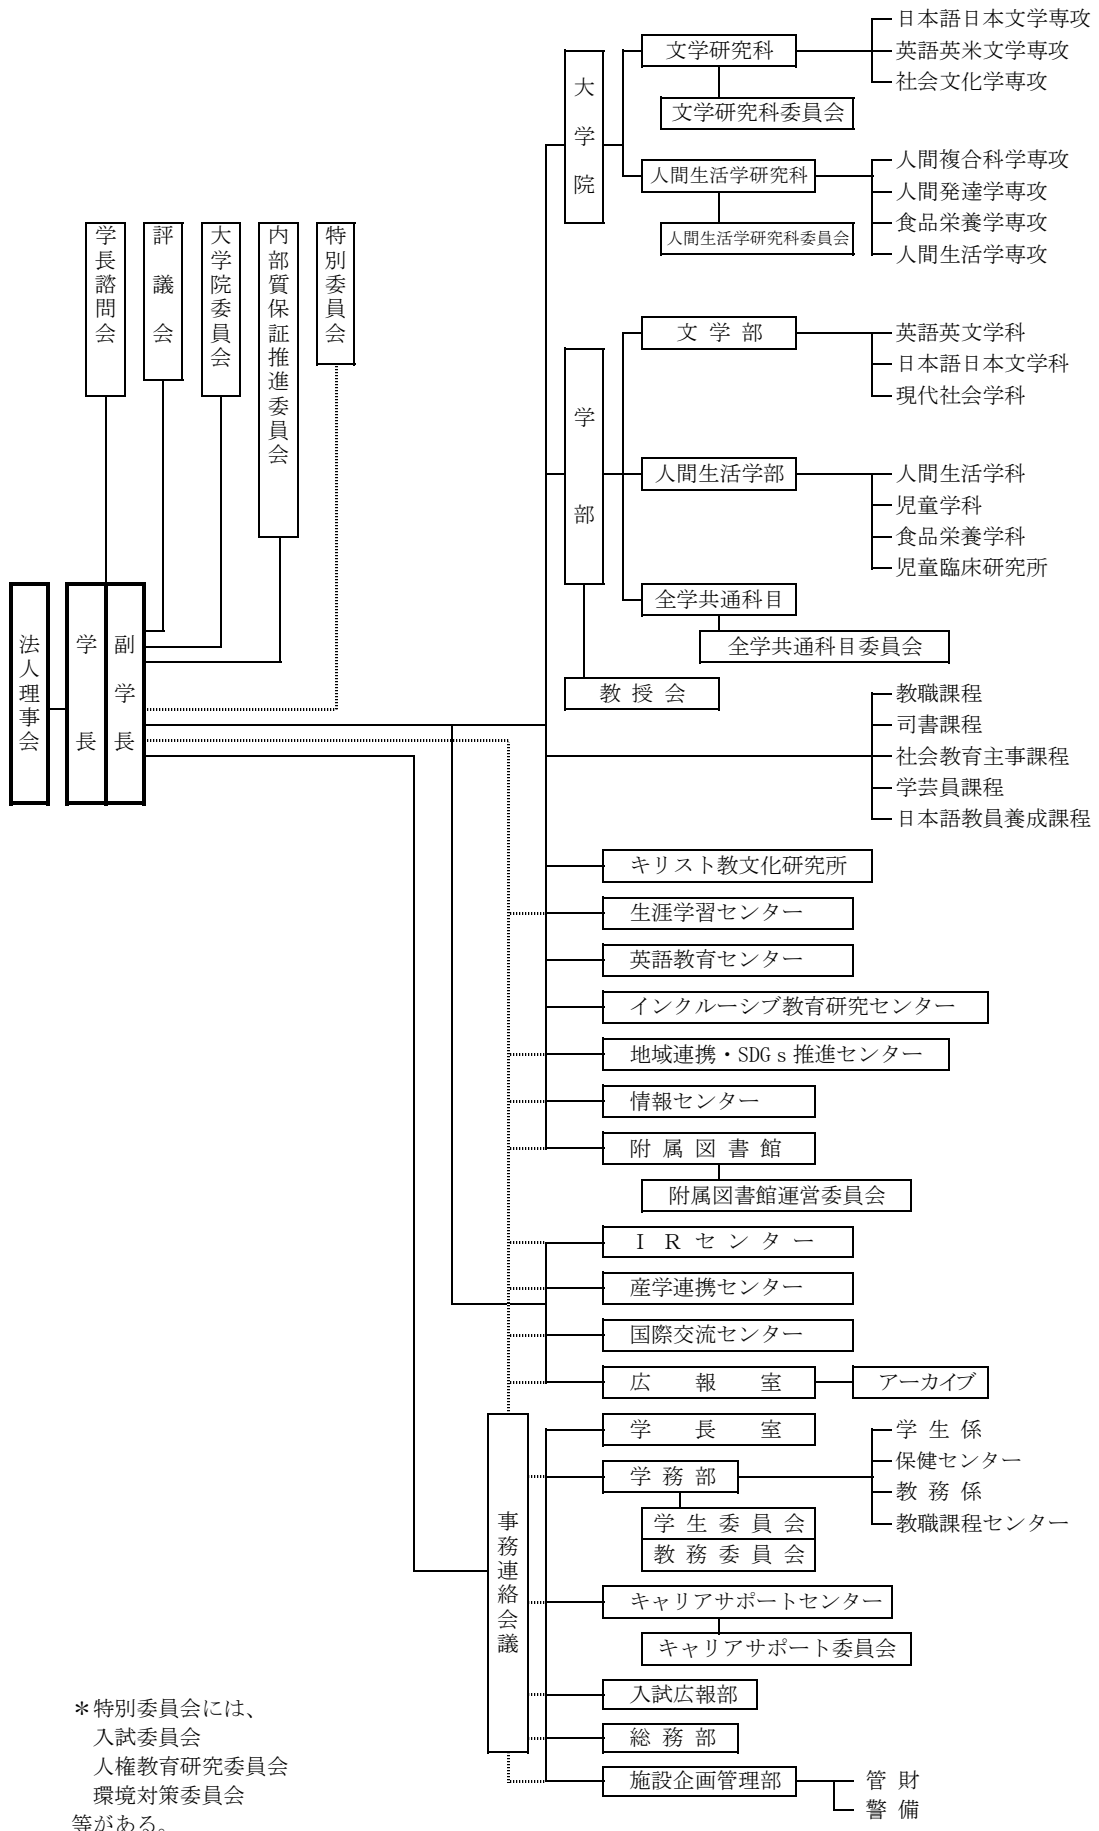 日本語日本文学専攻
文学研究科
英語英米文学専攻
社会文化学専攻
大学院
文学研究科委員会
人間複合科学専攻
人間生活学研究科
人間発達学専攻
食品栄養学専攻
人間生活学研究科委員会
人間生活学専攻
学長諮問会
評議会
大学院委員会
内部質保証推進委員会
特別委員会
文学部
英語英文学科
日本語日本文学科
現代社会学科
学部
人間生活学部
人間生活学科
児童学科
食品栄養学科
児童臨床研究所
全学共通科目
全学共通科目委員会
教授会
法人理事会
学長
副学長
教職課程
司書課程
社会教育主事課程
学芸員課程
日本語教員養成課程
キリスト教文化研究所
生涯学習センター
英語教育センター
インクルーシブ教育研究センター
地域連携・SDGs推進センター
情報センター
附属図書館
附属図書館運営委員会
ＩＲセンター
産学連携センター
国際交流センター
広報室
アーカイブ
事務連絡会議
学長室
学務部
学生係
保健センター
教務係
教職課程センター
学生委員会
教務委員会
キャリアサポートセンター
キャリアサポート委員会
入試広報部
総務部
施設企画管理部
管財
警備
＊特別委員会には、
入試委員会
人権教育研究委員会
環境対策委員会
等がある。